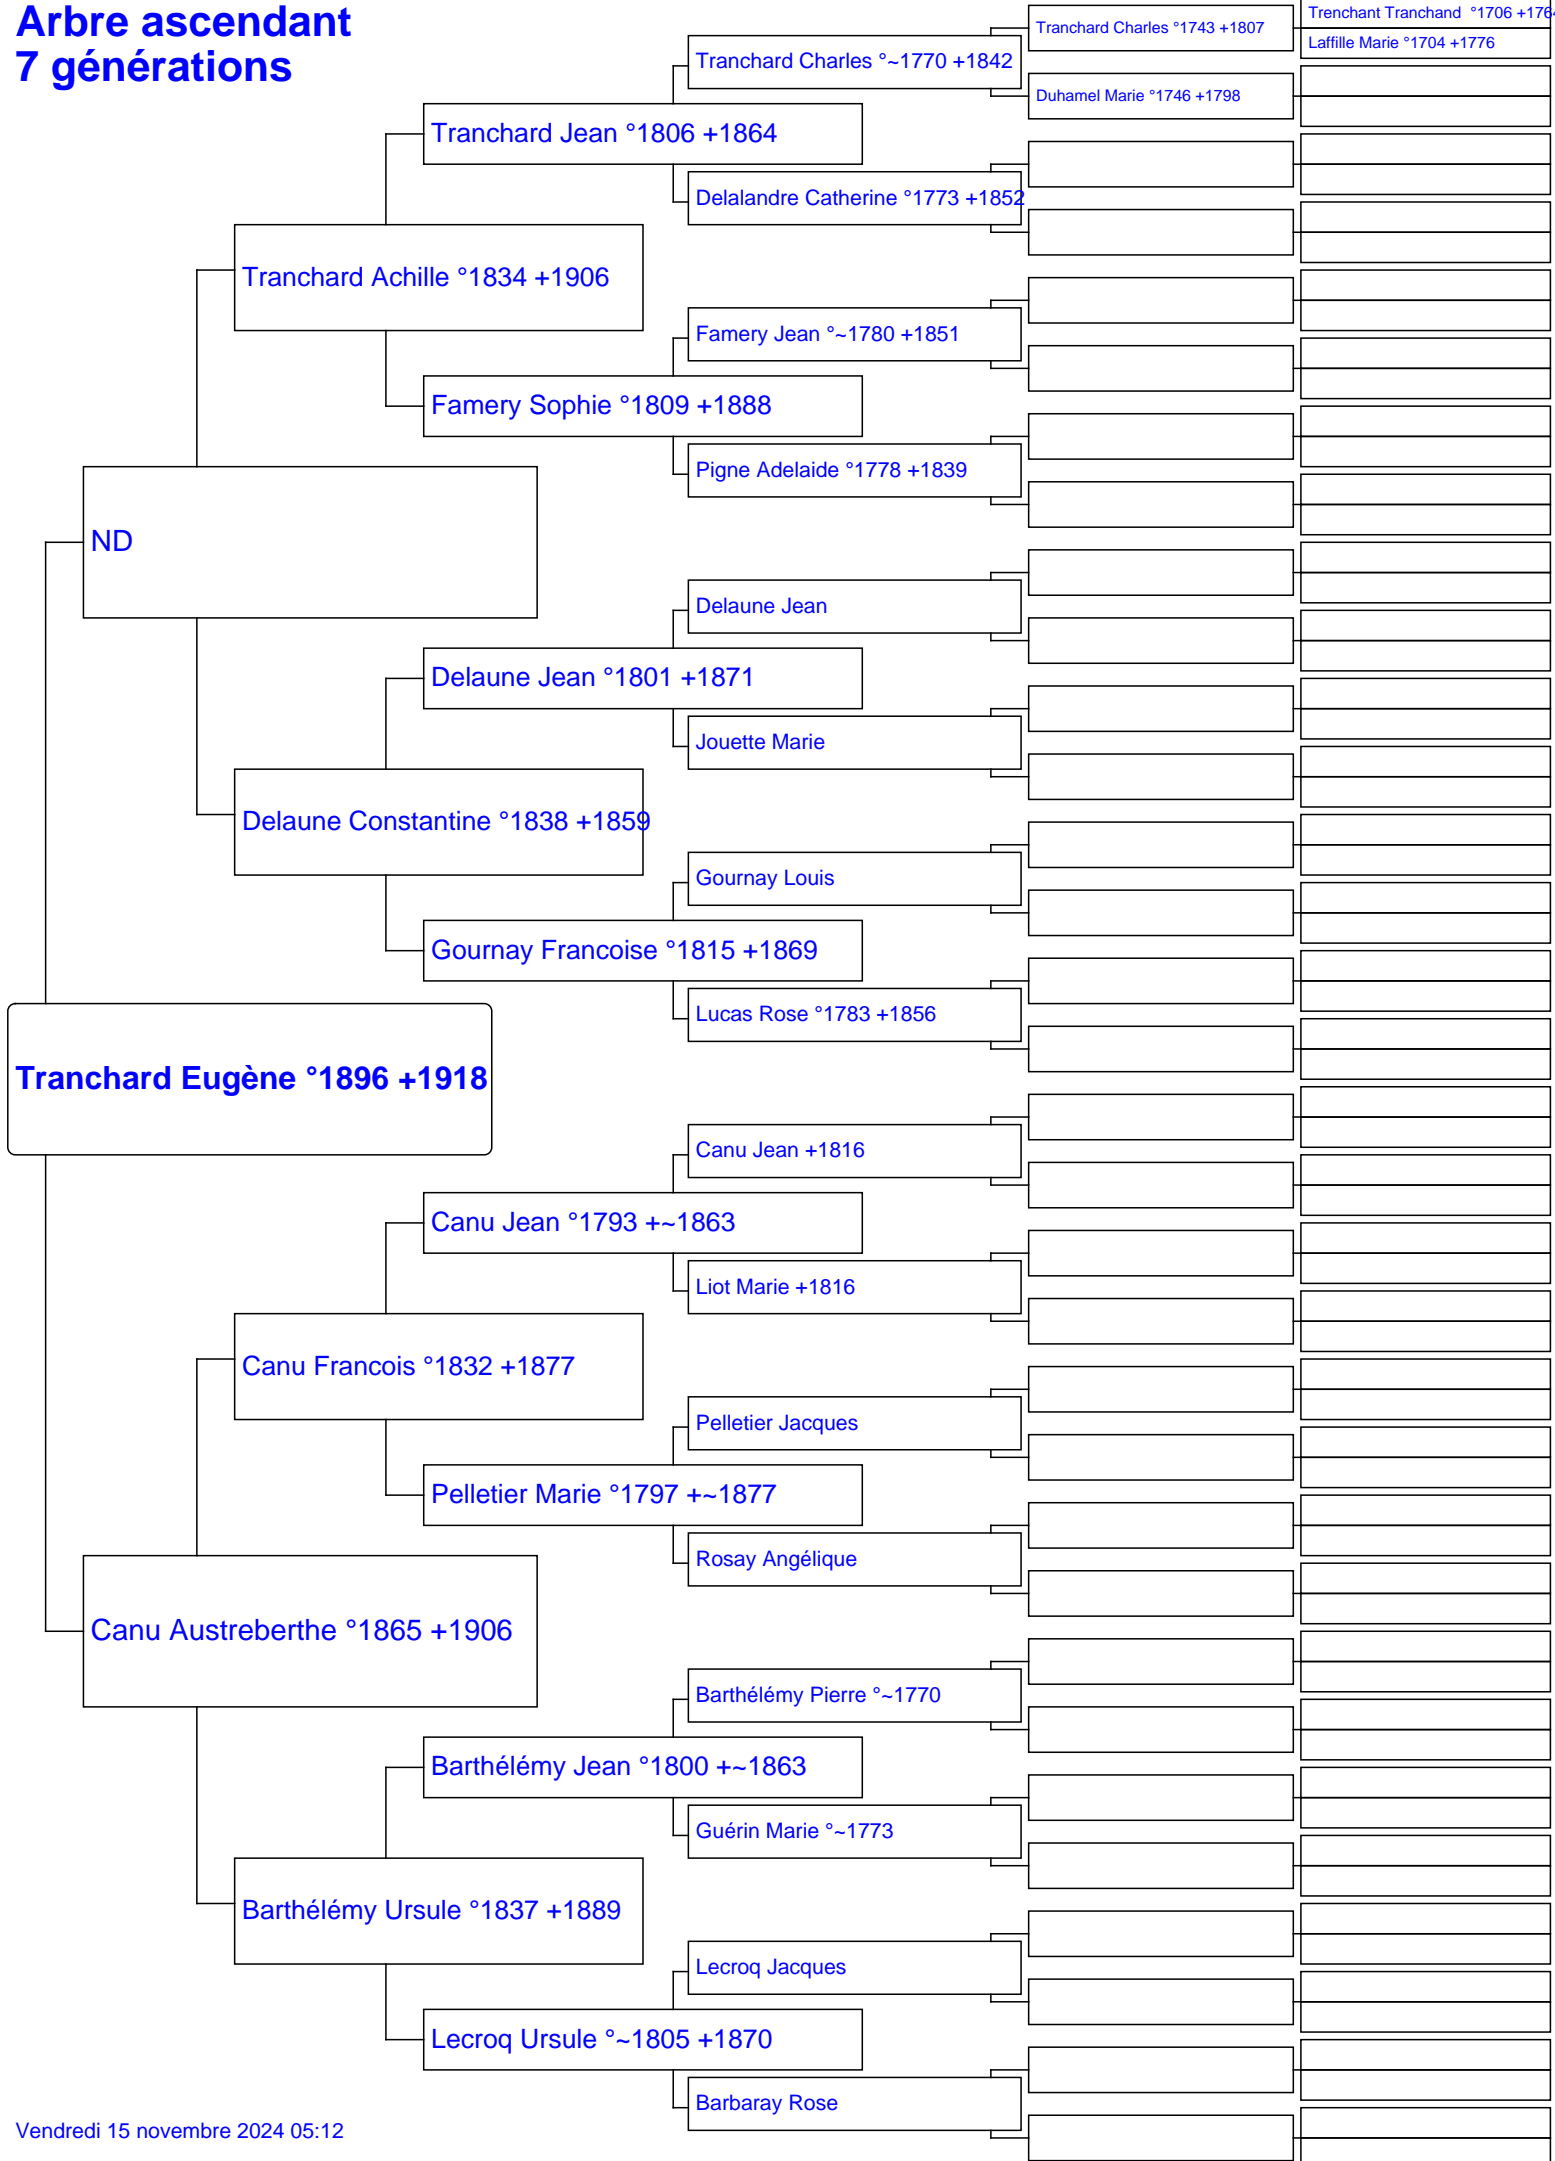 Arbre ascendant
7 générations
Trenchant Tranchand °1706 +1764
Tranchard Charles °1743 +1807
Laffille Marie °1704 +1776
Tranchard Charles °~1770 +1842
Duhamel Marie °1746 +1798
Tranchard Jean °1806 +1864
Delalandre Catherine °1773 +1852
Tranchard Achille °1834 +1906
Famery Jean °~1780 +1851
Famery Sophie °1809 +1888
Pigne Adelaide °1778 +1839
ND
Delaune Jean
Delaune Jean °1801 +1871
Jouette Marie
Delaune Constantine °1838 +1859
Gournay Louis
Gournay Francoise °1815 +1869
Lucas Rose °1783 +1856
Tranchard Eugène °1896 +1918
Canu Jean +1816
Canu Jean °1793 +~1863
Liot Marie +1816
Canu Francois °1832 +1877
Pelletier Jacques
Pelletier Marie °1797 +~1877
Rosay Angélique
Canu Austreberthe °1865 +1906
Barthélémy Pierre °~1770
Barthélémy Jean °1800 +~1863
Guérin Marie °~1773
Barthélémy Ursule °1837 +1889
Lecroq Jacques
Lecroq Ursule °~1805 +1870
Barbaray Rose
Vendredi 15 novembre 2024 05:12